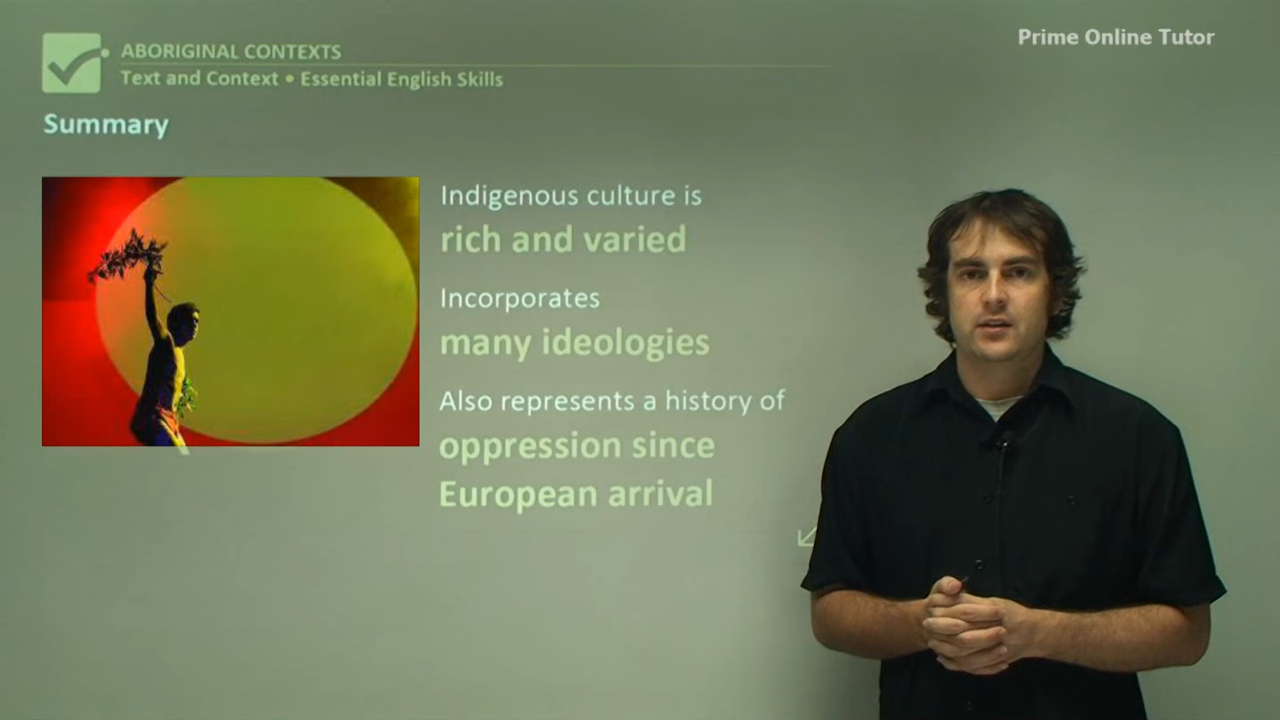 Prime Online Tutor
ABORIGINAL CONTEXTS
Text and Context • Essential English Skills
Summary
Indigenous culture is
rich and varied
Incorporates
many ideologies
Also represents a history of
oppression since
European arrival